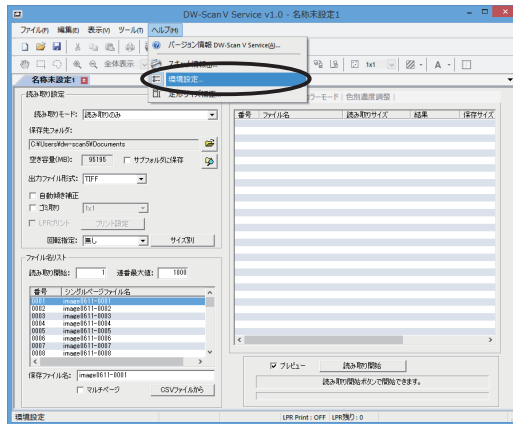 DW-Scan V Service v1.0 - 名称未設定1
ファイル(F) 編集(E) 表示(V) ツール(T) ヘルプ(H)
バージョン情報 DW-Scan V Service(A)...
全体表示
1x1
環境設定...
名称未設定1
読み取り設定
カラーモード 色別濃度調整
読み取りモード: 読み取りのみ
番号 ファイル名 読み取りサイズ 結果 保存サイズ
保存先フォルダ:
C:¥Users¥dw-scan5¥Documents
空き容量(MB): 95195 サブフォルダに保存
出力ファイル形式: TIFF
自動傾き補正
ゴミ取り 1x1
LPRプリント プリント設定
回転指定: 無し サイズ別
ファイル名リスト
読み取り開始: 1 連番最大値: 1000
番号 シングルページファイル名
0001 image0611-0001
0002 image0611-0002
0003 image0611-0003
0004 image0611-0004
0005 image0611-0005
0006 image0611-0006
0007 image0611-0007
0008 image0611-0008
保存ファイル名: image0611-0001
マルチページ CSVファイルから
プレビュー 読み取り開始
読み取り開始ボタンで開始できます。
環境設定 LPR Print : OFF LPR残り : 0